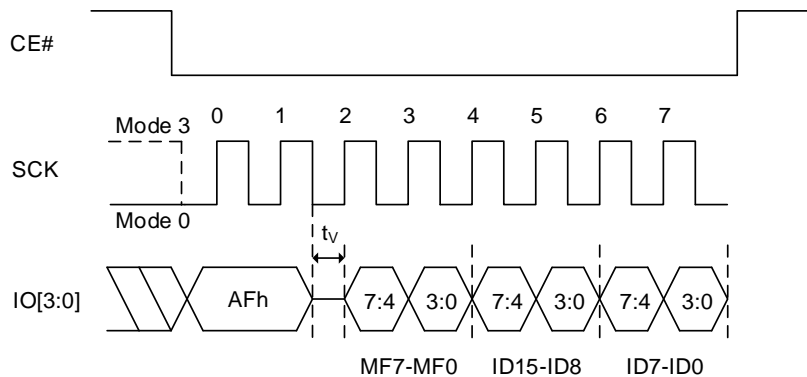 CE#
0 1 2 3 4 5 6 7
Mode 3
SCK
Mode 0
tV
IO[3:0] AFh 7:4 3:0 7:4 3:0 7:4 3:0
MF7-MF0 ID15-ID8 ID7-ID0